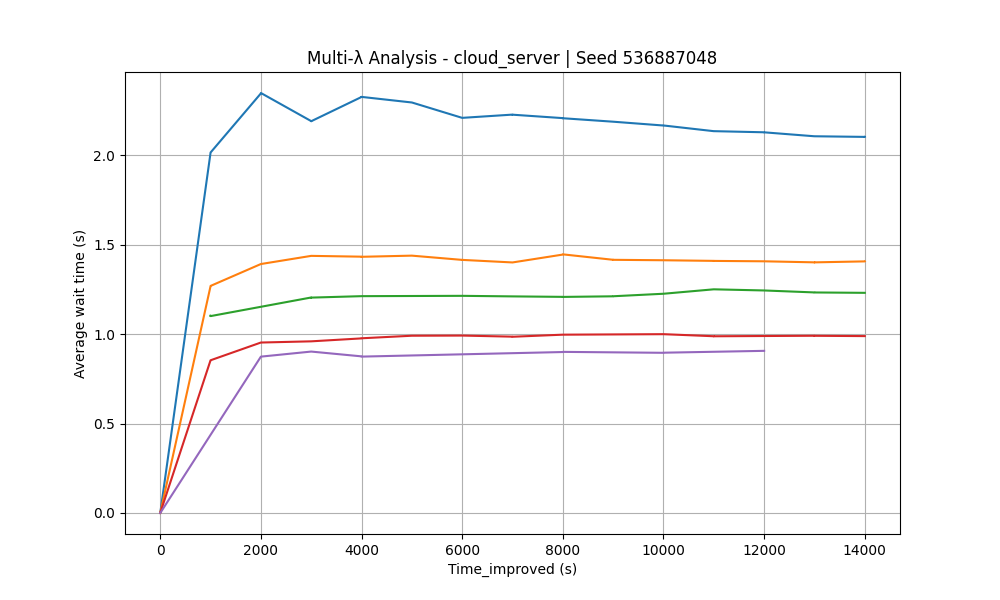 Multi-λ Analysis - cloud_server | Seed 536887048
Average wait time (s)
2.0
1.5
1.0
0.5
0.0
0 2000 4000 6000 8000 10000 12000 14000
Time_improved (s)